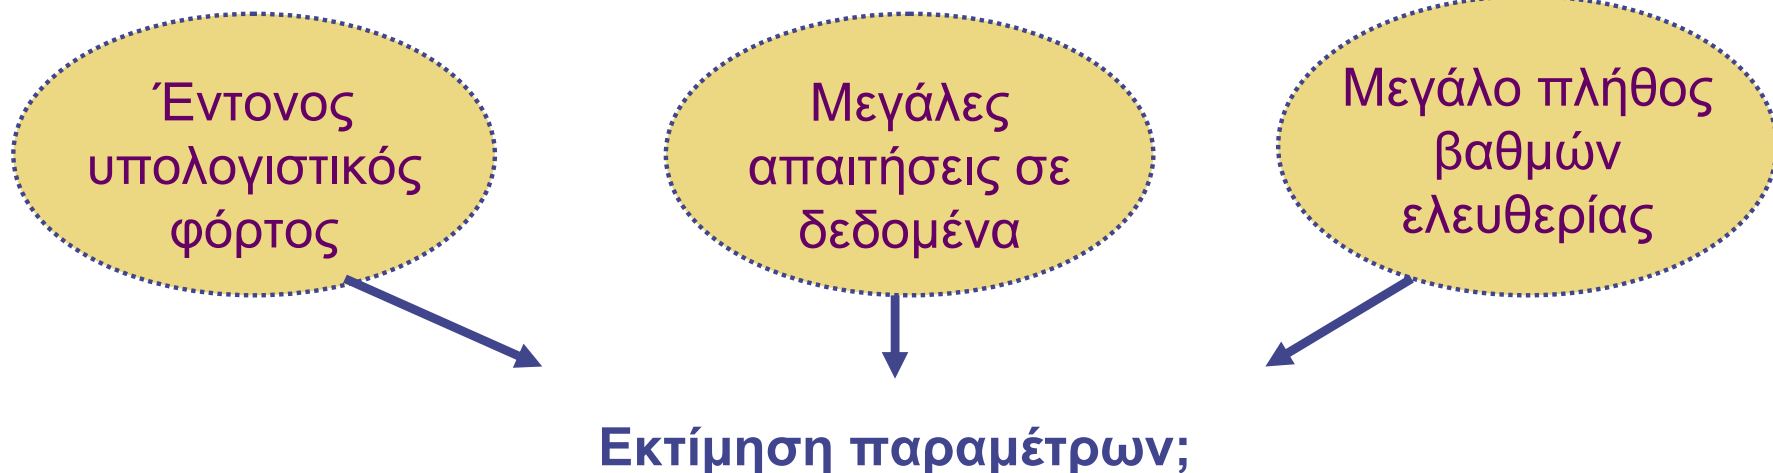 Έντονος
υπολογιστικός
φόρτος
Μεγάλες
απαιτήσεις σε
δεδομένα
Μεγάλο πλήθος
βαθμών
ελευθερίας
Εκτίμηση παραμέτρων;